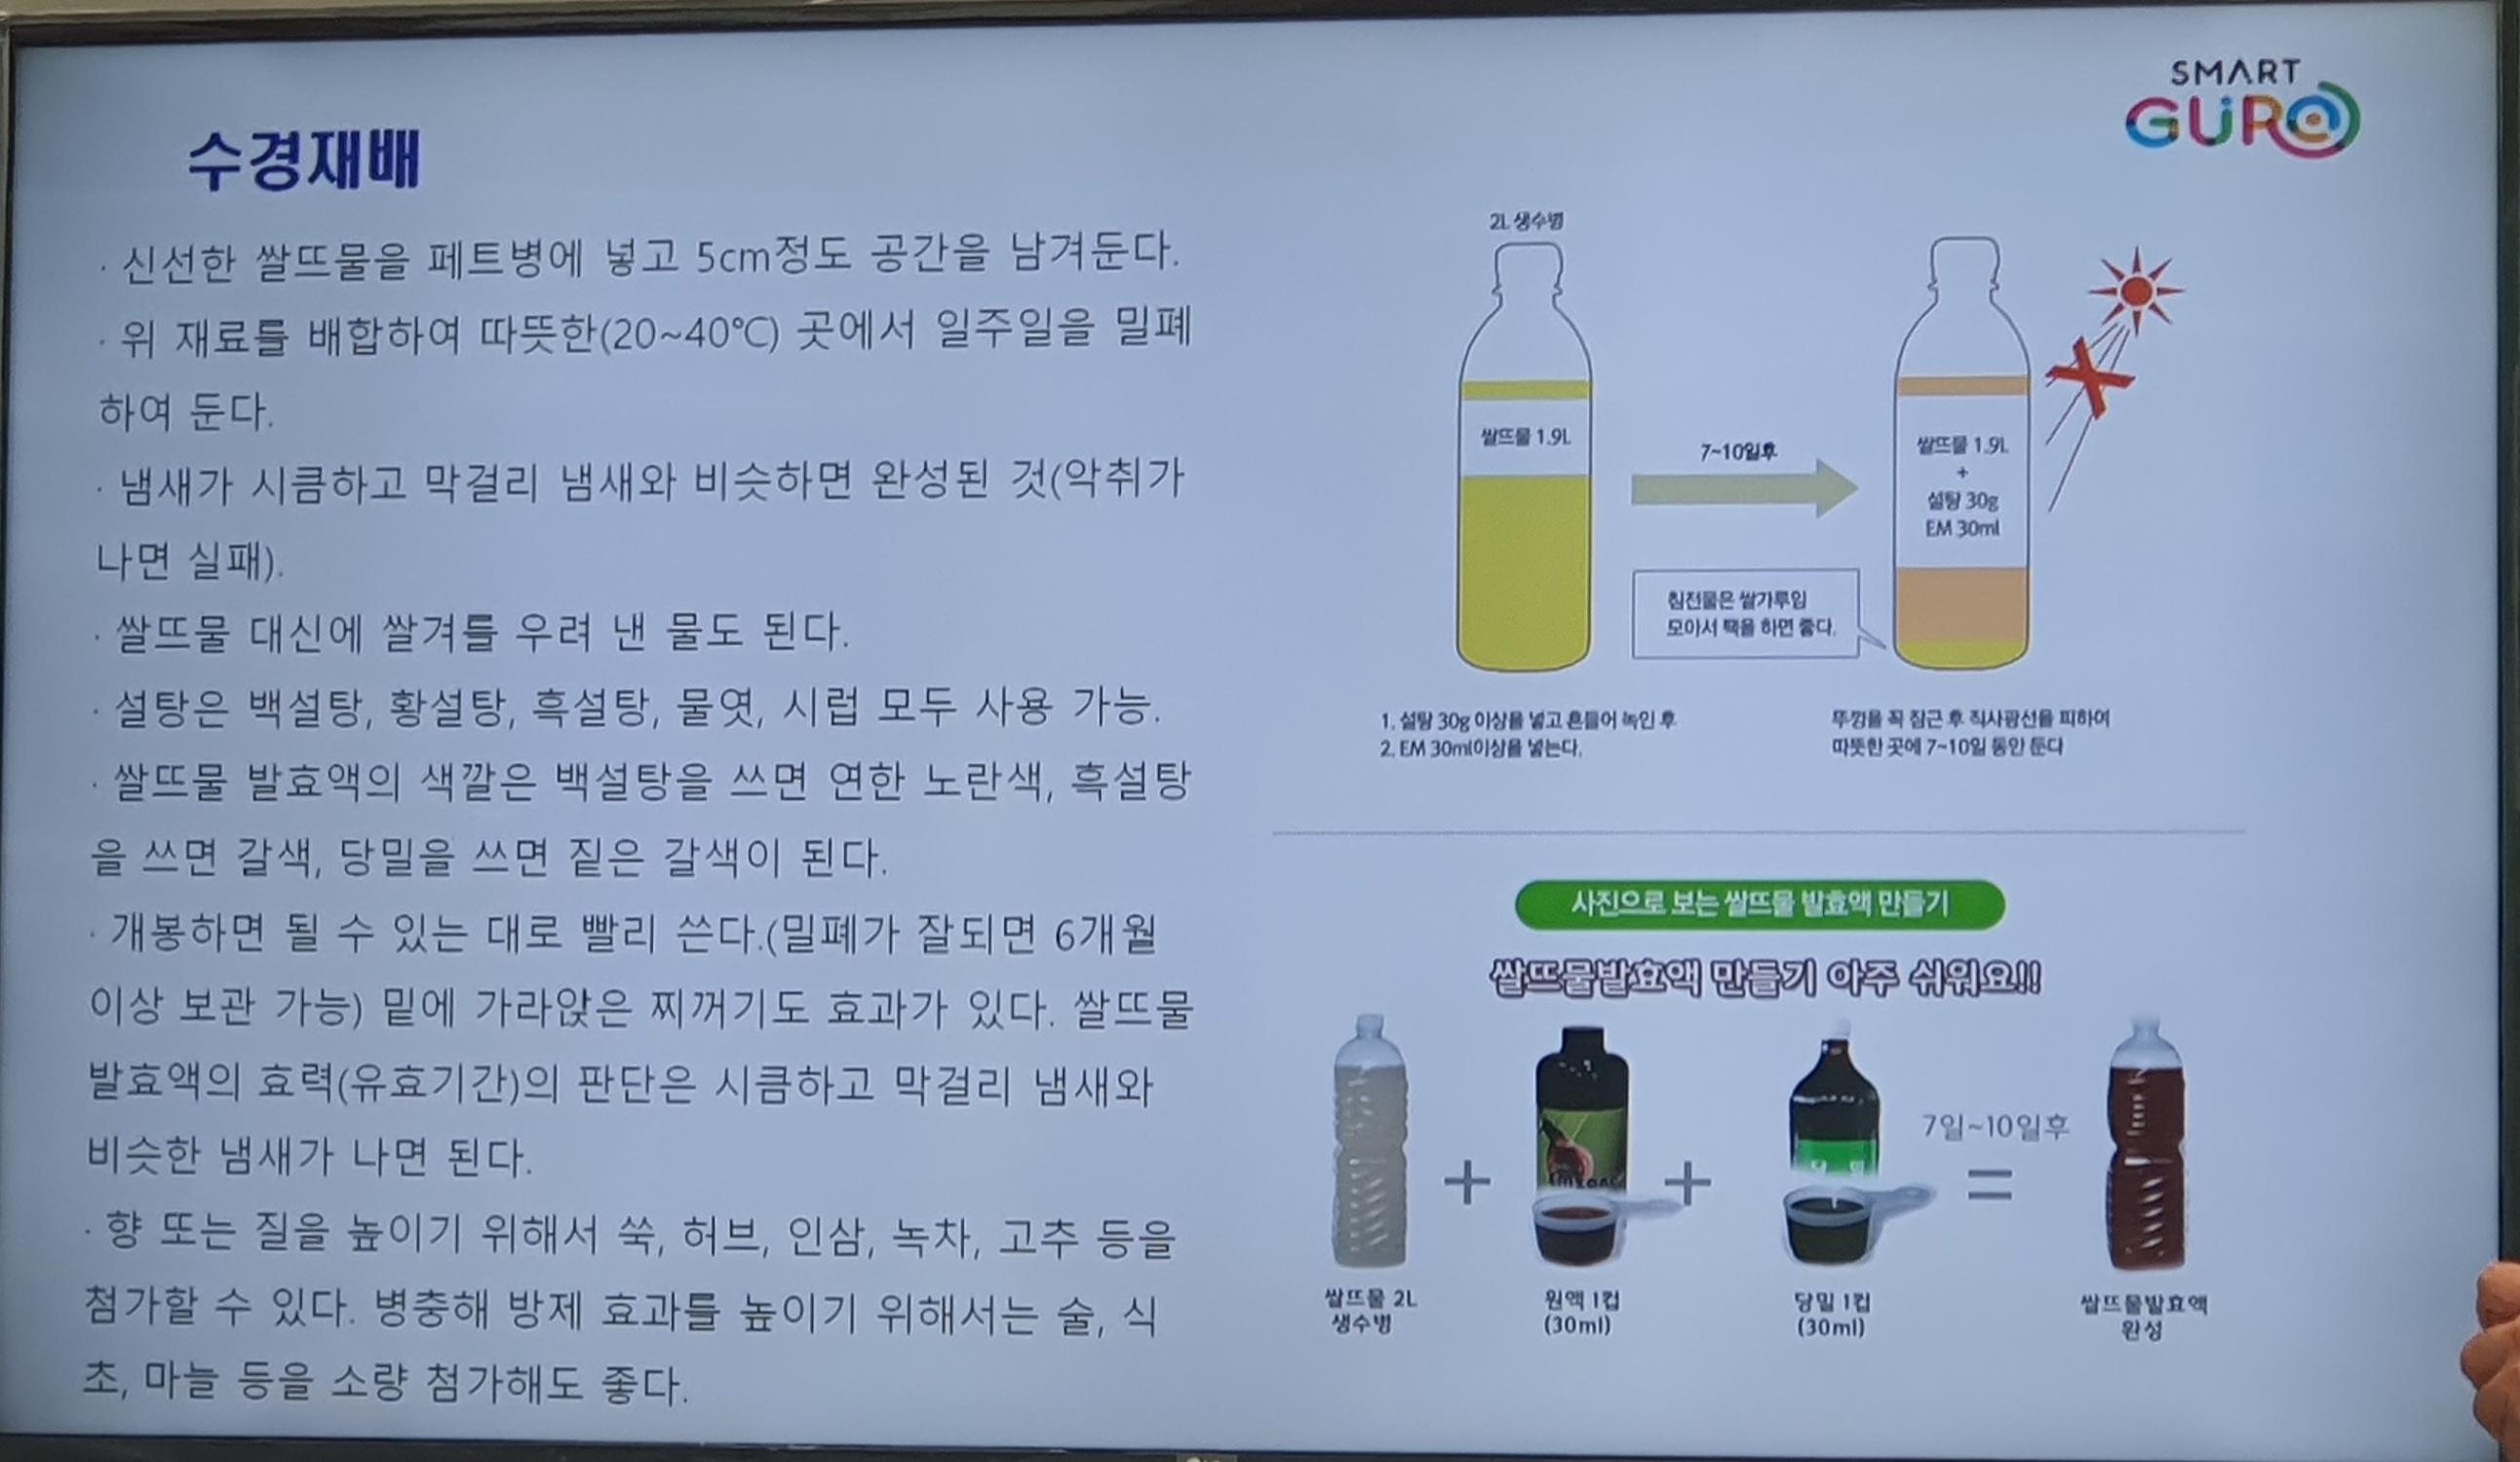 SMART
GURO
수경재배
· 신선한 쌀뜨물을 페트병에 넣고 5cm정도 공간을 남겨둔다.
· 위 재료를 배합하여 따뜻한(20~40℃) 곳에서 일주일을 밀폐
하여 둔다.
· 냄새가 시큼하고 막걸리 냄새와 비슷하면 완성된 것(악취가
나면 실패).
· 쌀뜨물 대신에 쌀겨를 우려 낸 물도 된다.
· 설탕은 백설탕, 황설탕, 흑설탕, 물엿, 시럽 모두 사용 가능.
· 쌀뜨물 발효액의 색깔은 백설탕을 쓰면 연한 노란색, 흑설탕
을 쓰면 갈색, 당밀을 쓰면 짙은 갈색이 된다.
· 개봉하면 될 수 있는 대로 빨리 쓴다.(밀폐가 잘되면 6개월
이상 보관 가능) 밑에 가라앉은 찌꺼기도 효과가 있다. 쌀뜨물
발효액의 효력(유효기간)의 판단은 시큼하고 막걸리 냄새와
비슷한 냄새가 나면 된다.
· 향 또는 질을 높이기 위해서 쑥, 허브, 인삼, 녹차, 고추 등을
첨가할 수 있다. 병충해 방제 효과를 높이기 위해서는 술, 식
초, 마늘 등을 소량 첨가해도 좋다.
2L 생수병
쌀뜨물 1.9L
7~10일후
쌀뜨물 1.9L
+
설탕 30g
EM 30ml
침전물은 쌀가루임
모아서 팩을 하면 좋다.
1. 설탕 30g 이상을 넣고 흔들어 녹인 후
2. EM 30ml이상을 넣는다.
뚜껑을 꼭 잠근 후 직사광선을 피하여
따뜻한 곳에 7~10일 동안 둔다
사진으로 보는 쌀뜨물 발효액 만들기
쌀뜨물발효액 만들기 아주 쉬워요!!
+
+
7일~10일후
=
쌀뜨물 2L
생수병
원액 1컵
(30ml)
당밀 1컵
(30ml)
쌀뜨물발효액
완성